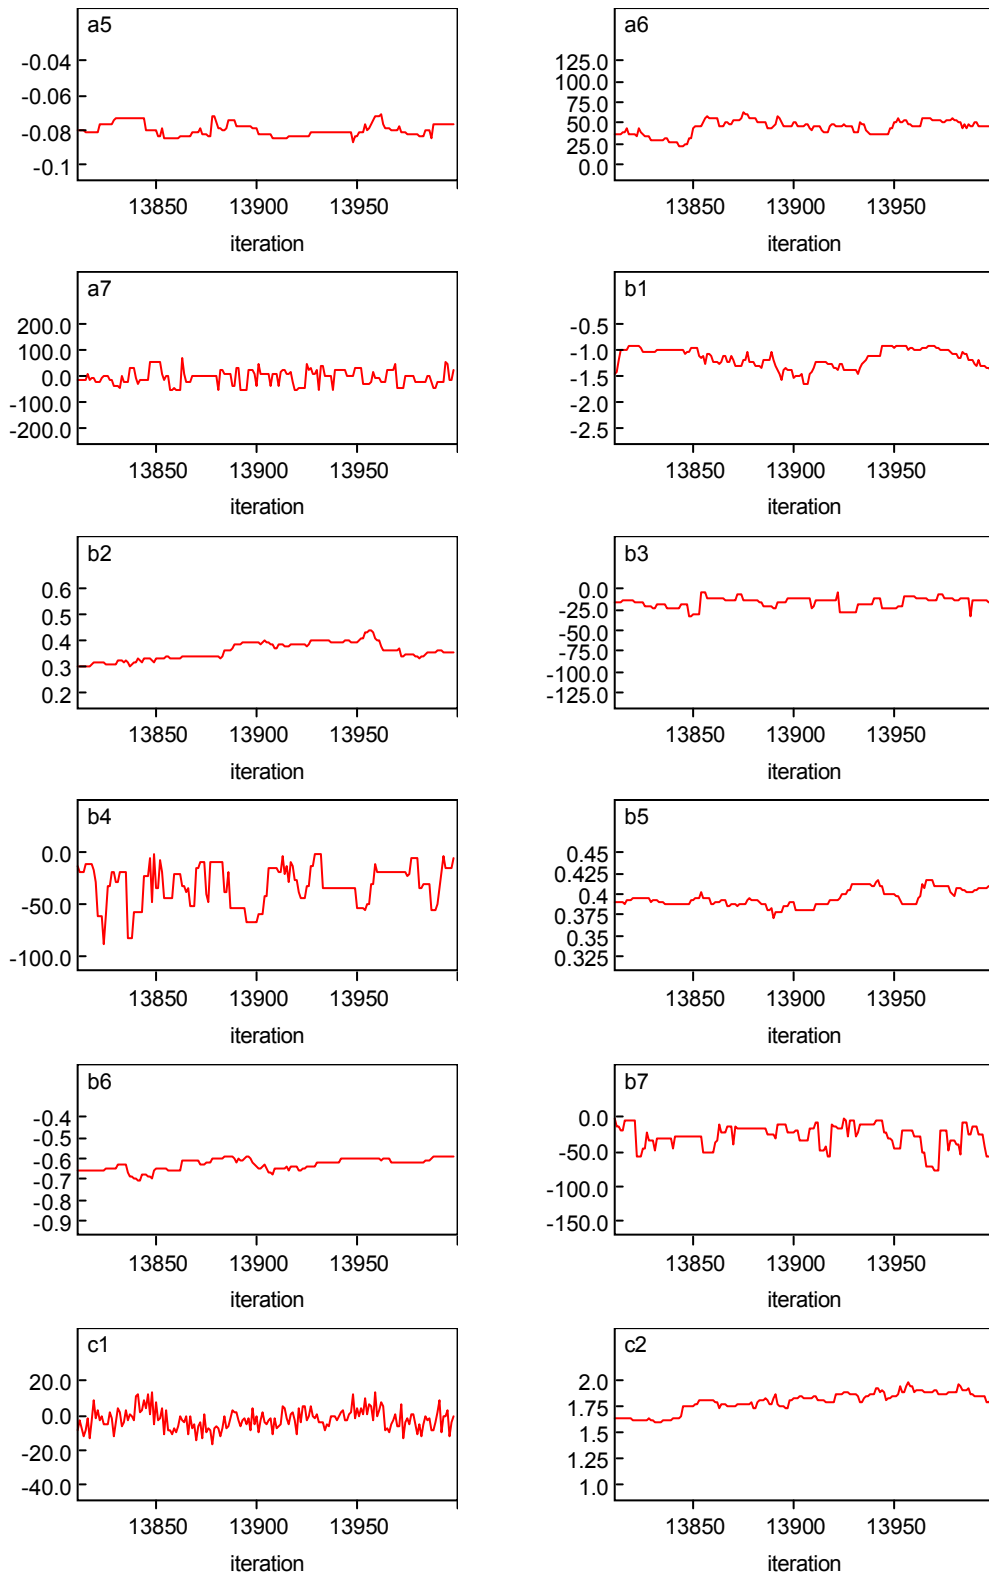 a5
-0.04
-0.06
-0.08
-0.1
13850 13900 13950
iteration
a6
125.0
100.0
75.0
50.0
25.0
0.0
13850 13900 13950
iteration
a7
200.0
100.0
0.0
-100.0
-200.0
13850 13900 13950
iteration
b1
-0.5
-1.0
-1.5
-2.0
-2.5
13850 13900 13950
iteration
b2
0.6
0.5
0.4
0.3
0.2
13850 13900 13950
iteration
b3
0.0
-25.0
-50.0
-75.0
-100.0
-125.0
13850 13900 13950
iteration
b4
0.0
-50.0
-100.0
13850 13900 13950
iteration
b5
0.45
0.425
0.4
0.375
0.35
0.325
13850 13900 13950
iteration
b6
-0.4
-0.5
-0.6
-0.7
-0.8
-0.9
13850 13900 13950
iteration
b7
0.0
-50.0
-100.0
-150.0
13850 13900 13950
iteration
c1
20.0
0.0
-20.0
-40.0
13850 13900 13950
iteration
c2
2.0
1.75
1.5
1.25
1.0
13850 13900 13950
iteration